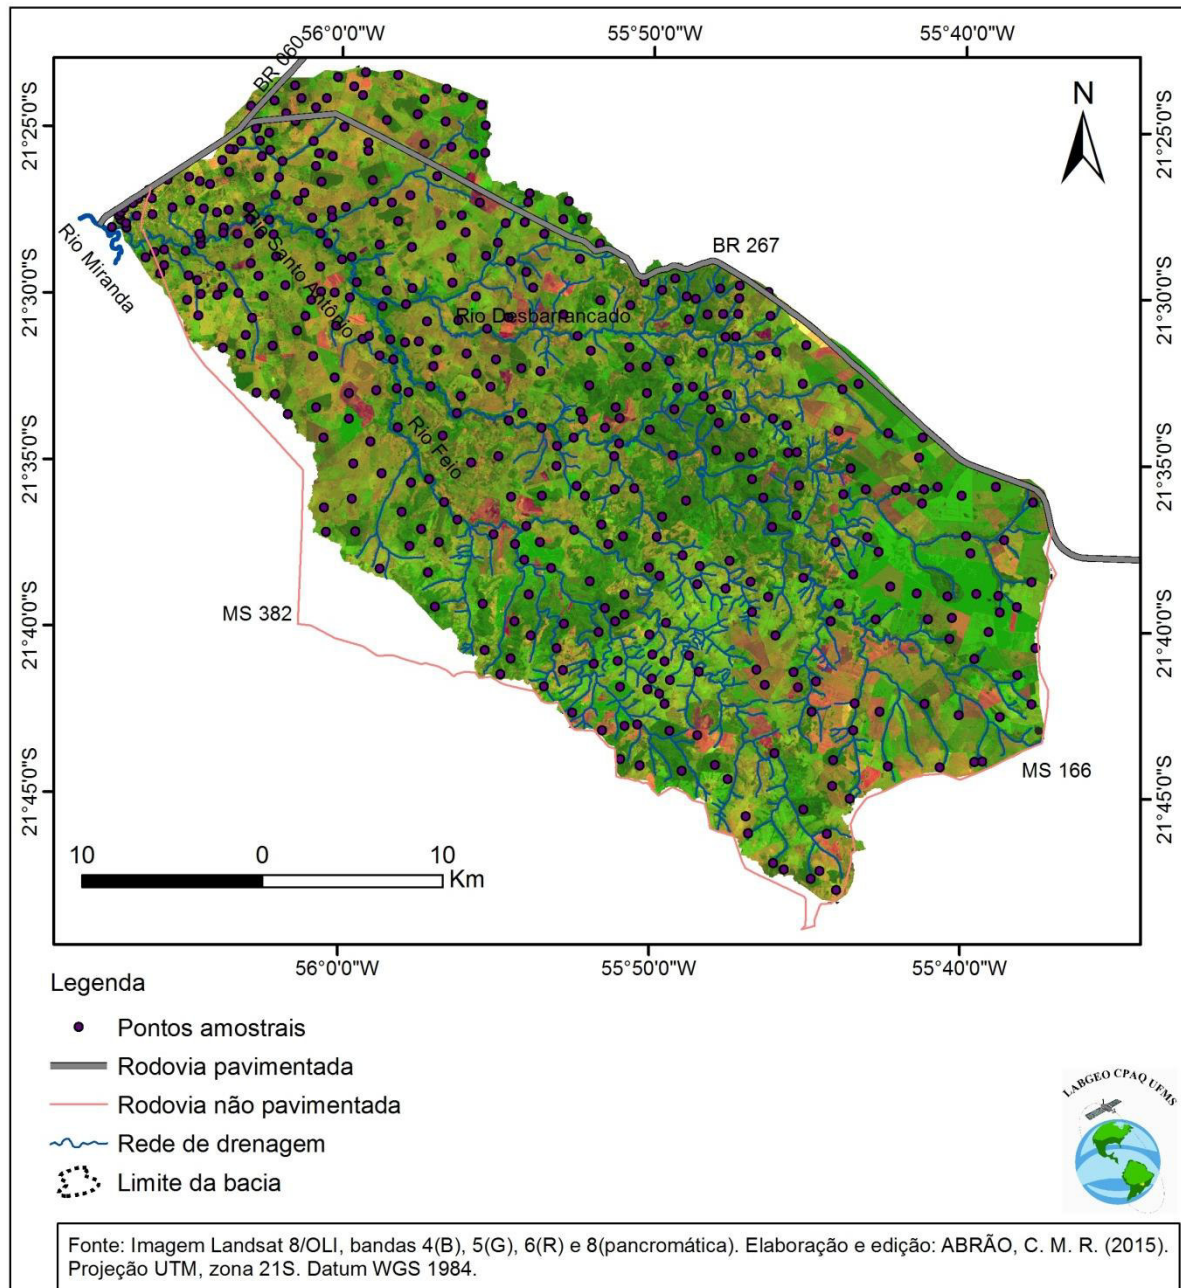 56°0'0"W 55°50'0"W 55°40'0"W
BR 060
N
21°25'0"S 21°25'0"S
Rio Miranda
Rio Santo Antônio
BR 267
21°30'0"S 21°30'0"S
Rio Desbarrancado
Rio Feio
21°35'0"S 21°35'0"S
MS 382
21°40'0"S 21°40'0"S
MS 166
21°45'0"S 21°45'0"S
10 0 10
Km
56°0'0"W 55°50'0"W 55°40'0"W
Legenda
Pontos amostrais
Rodovia pavimentada
Rodovia não pavimentada
Rede de drenagem
Limite da bacia
LABGEO CPAQ UFMS
Fonte: Imagem Landsat 8/OLI, bandas 4(B), 5(G), 6(R) e 8(pancromática). Elaboração e edição: ABRÃO, C. M. R. (2015).
Projeção UTM, zona 21S. Datum WGS 1984.